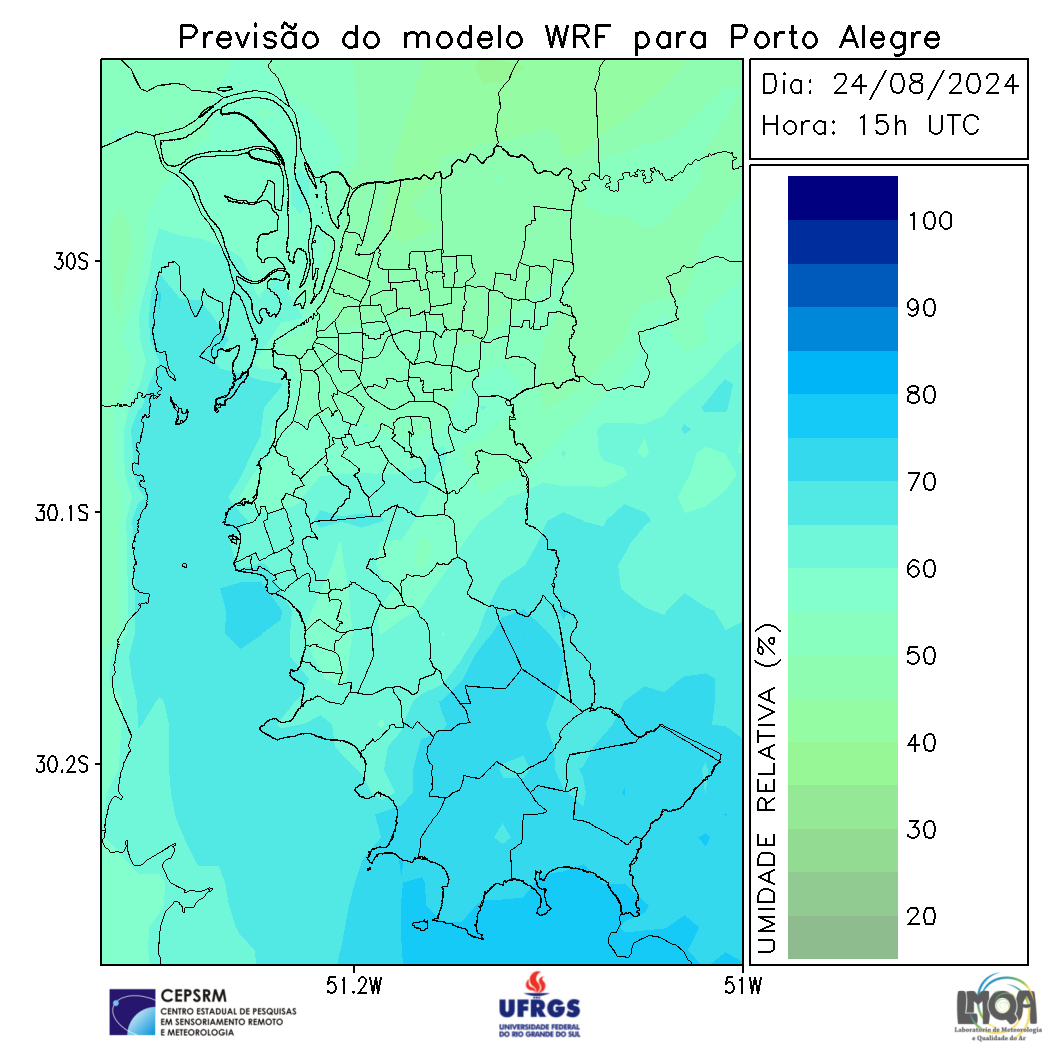 Previsão do modelo WRF para Porto Alegre
Dia: 24/08/2024
Hora: 15h UTC
30S
30.1S
30.2S
51.2W
51W
UMIDADE RELATIVA (%)
100
90
80
70
60
50
40
30
20
CEPSRM
CENTRO ESTADUAL DE PESQUISAS
EM SENSORIAMENTO REMOTO
E METEOROLOGIA
UFRGS
UNIVERSIDADE FEDERAL
DO RIO GRANDE DO SUL
LMQA
Laboratório de Meteorologia
e Qualidade do Ar